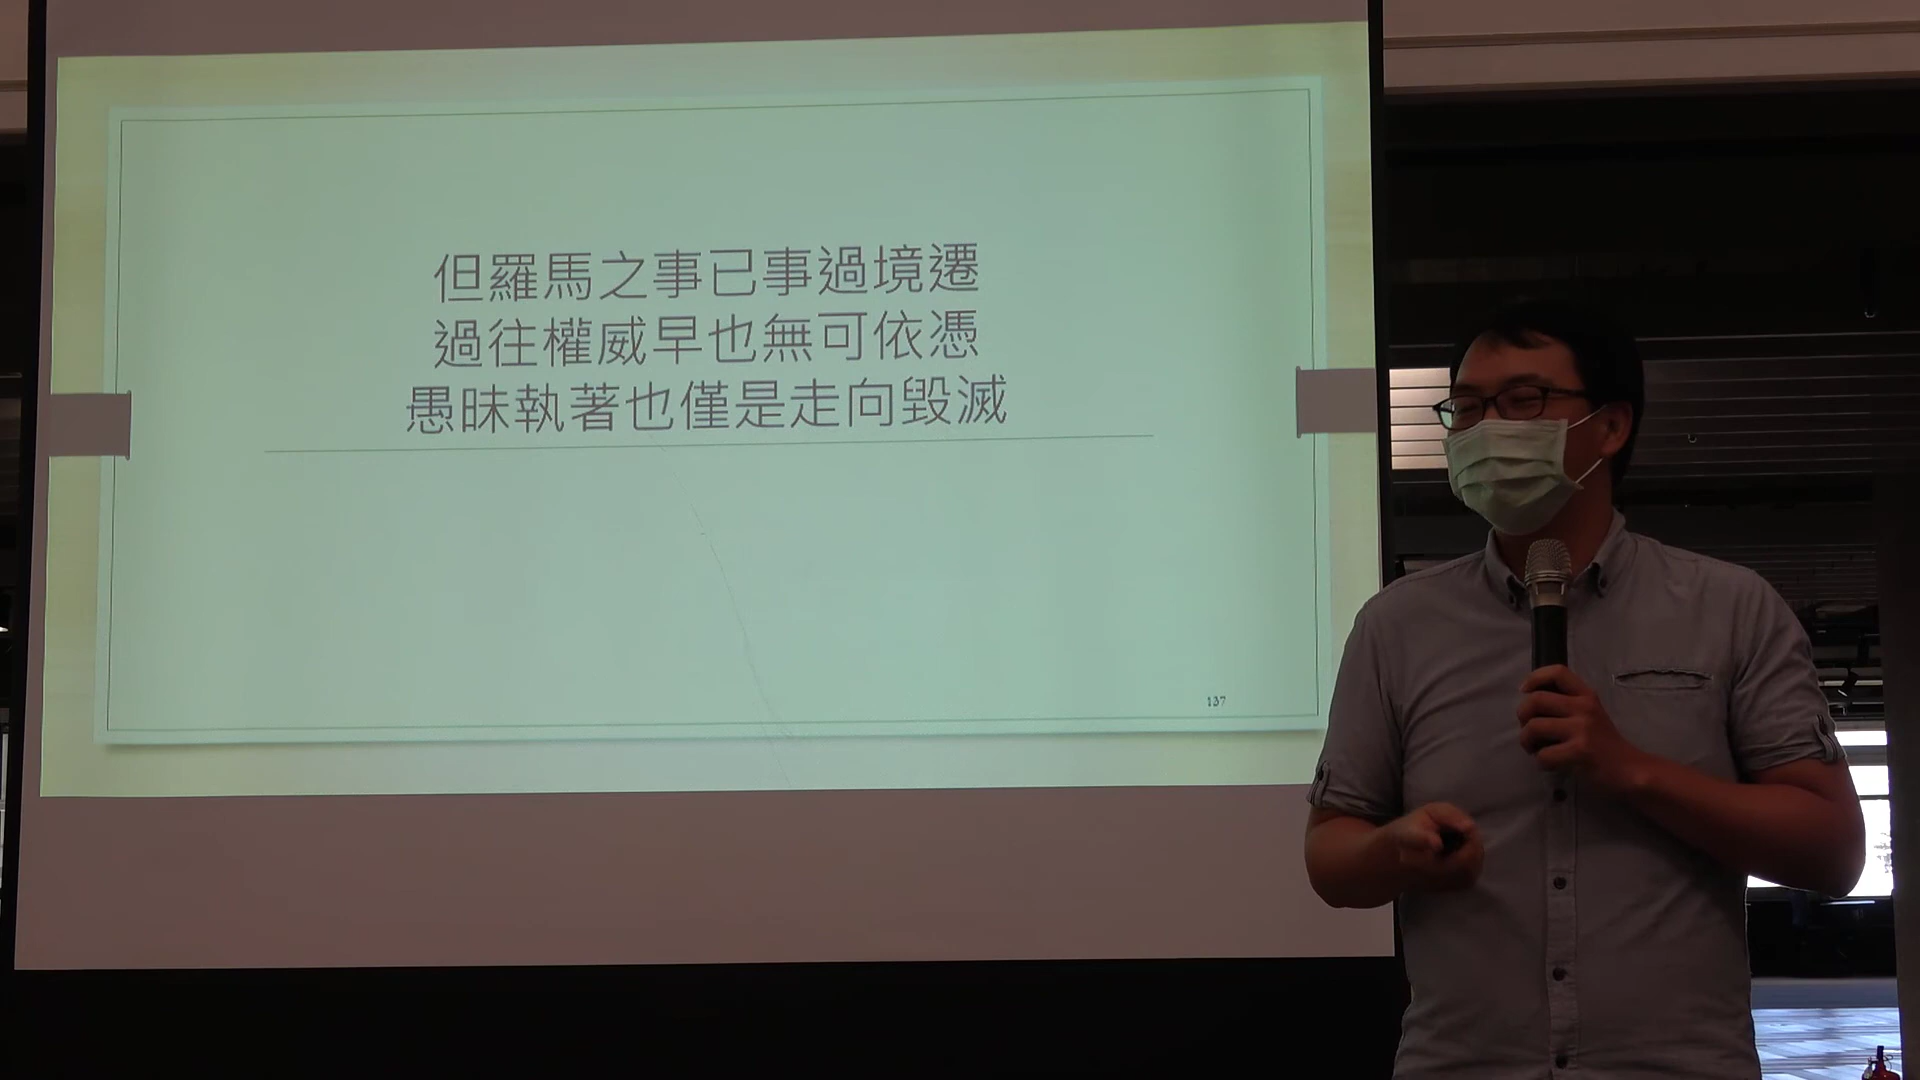 但羅馬之事已事過境遷
過往權威早也無可依憑
愚昧執著也僅是走向毀滅
137